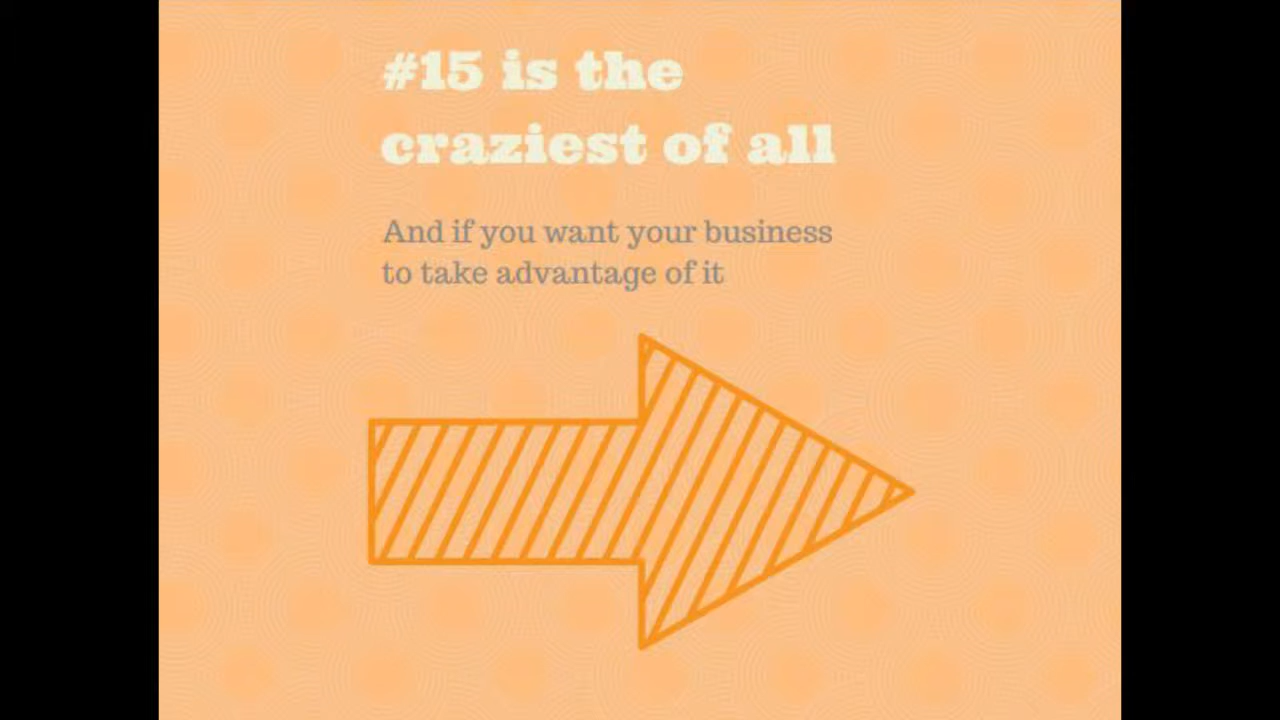 #15 is the
craziest of all
And if you want your business
to take advantage of it